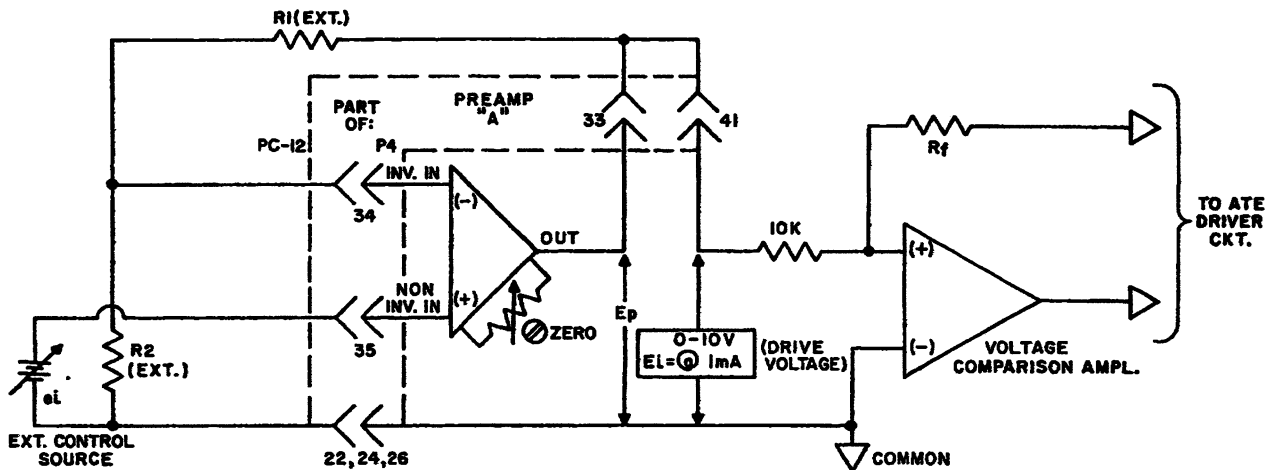 R1(EXT.)
PREAMP
"A"
PART
OF:
PC-12
P4
33
41
INV. IN
(-)
34
OUT
NON
INV. IN
(+)
35
ZERO
Ep
R2
(EXT.)
ei
EXT. CONTROL
SOURCE
22,24,26
0-10V
Ei=@ 1mA
(DRIVE
VOLTAGE)
10K
Rf
(+)
(-)
VOLTAGE
COMPARISON AMPL.
COMMON
TO ATE
DRIVER
CKT.